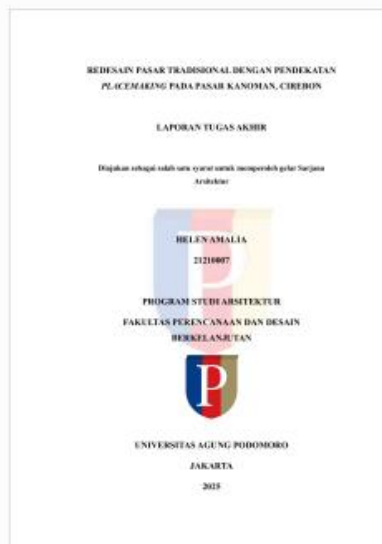 REDESAIN PASAR TRADISIONAL DENGAN PENDEKATAN
PLACEMAKING PADA PASAR KANOMAN, CIREBON
LAPORAN TUGAS AKHIR
Diajukan sebagai salah satu syarat untuk memperoleh gelar Sarjana
Arsitektur
HELEN AMALIA
21210007
PROGRAM STUDI ARSITEKTUR
FAKULTAS PERENCANAAN DAN DESAIN
BERKELANJUTAN
P
UNIVERSITAS AGUNG PODOMORO
JAKARTA
2025